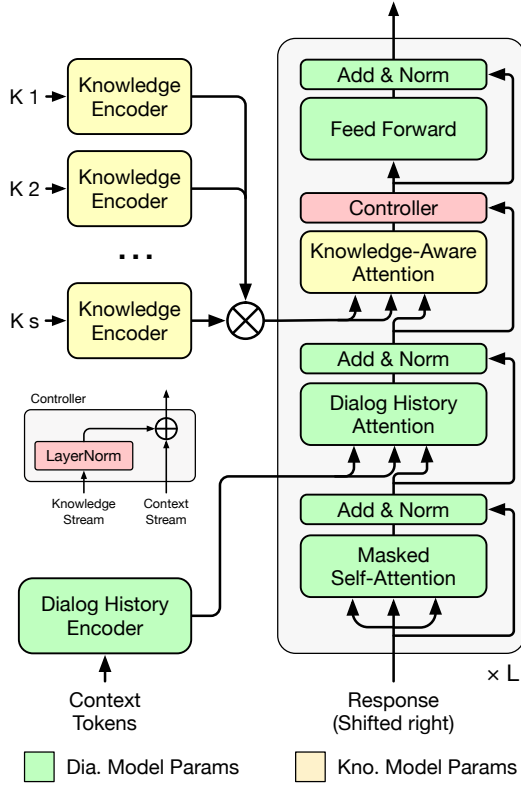 K 1
Knowledge
Encoder
K 2
Knowledge
Encoder
...
K s
Knowledge
Encoder
Controller
LayerNorm
Knowledge
Stream
Context
Stream
Dialog History
Encoder
Context
Tokens
Add & Norm
Feed Forward
Controller
Knowledge-Aware
Attention
Add & Norm
Dialog History
Attention
Add & Norm
Masked
Self-Attention
× L
Response
(Shifted right)
Dia. Model Params
Kno. Model Params